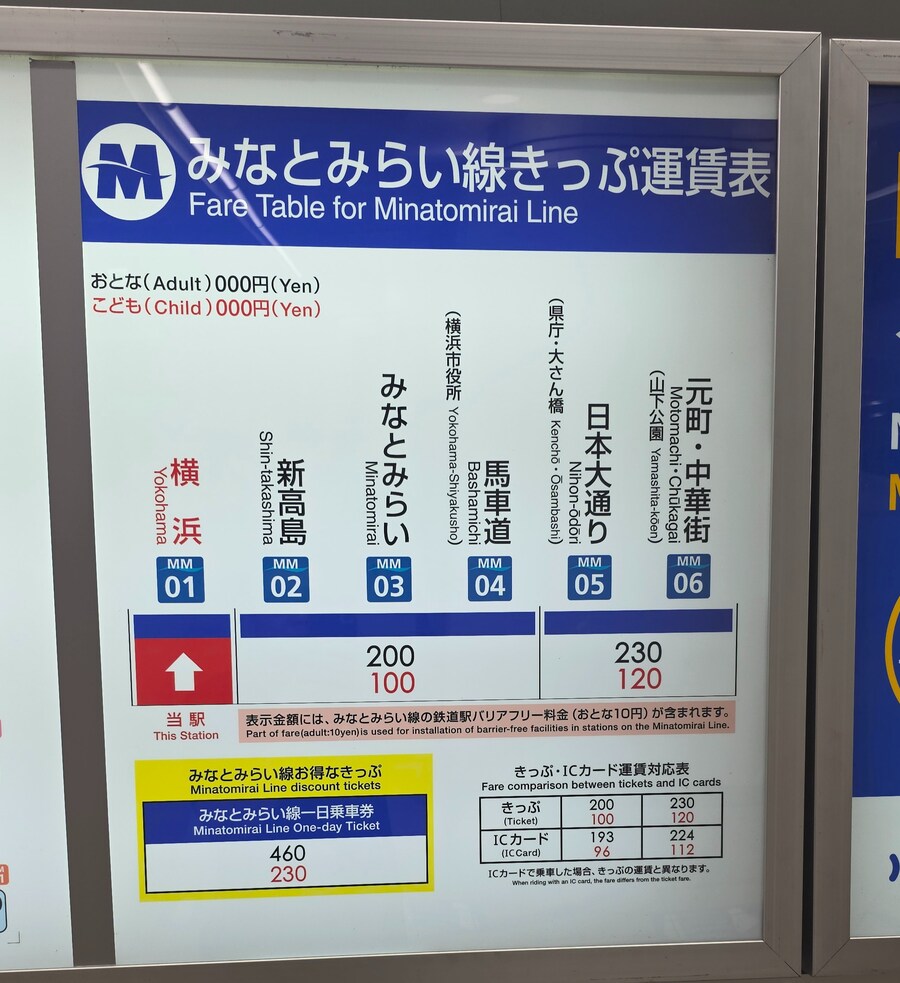 M みなとみらい線きっぷ運賃表
Fare Table for Minatomirai Line
おとな(Adult)000円(Yen)
こども(Child)000円(Yen)
横浜
Yokohama
MM
01
新高島
Shin-takashima
MM
02
みなとみらい
Minatomirai
MM
03
馬車道
Bashamichi
(横浜市役所 Yokohama-Shiyakusho)
MM
04
日本大通り
Nihon-ōdōri
(県庁・大さん橋 Kenchō・Ōsambashi)
MM
05
元町・中華街
Motomachi・Chūkagai
(山下公園 Yamashita-kōen)
MM
06
200
100
230
120
当駅
This Station
表示金額には、みなとみらい線の鉄道駅バリアフリー料金(おとな10円)が含まれます。
Part of fare(adult:10yen)is used for installation of barrier-free facilities in stations on the Minatomirai Line.
みなとみらい線お得なきっぷ
Minatomirai Line discount tickets
みなとみらい線一日乗車券
Minatomirai Line One-day Ticket
460
230
きっぷ・ICカード運賃対応表
Fare comparison between tickets and IC cards
きっぷ 200 230
(Ticket) 100 120
ICカード 193 224
(ICCard) 96 112
ICカードで乗車した場合、きっぷの運賃と異なります。
When riding with an IC card, the fare differs from the ticket fare.